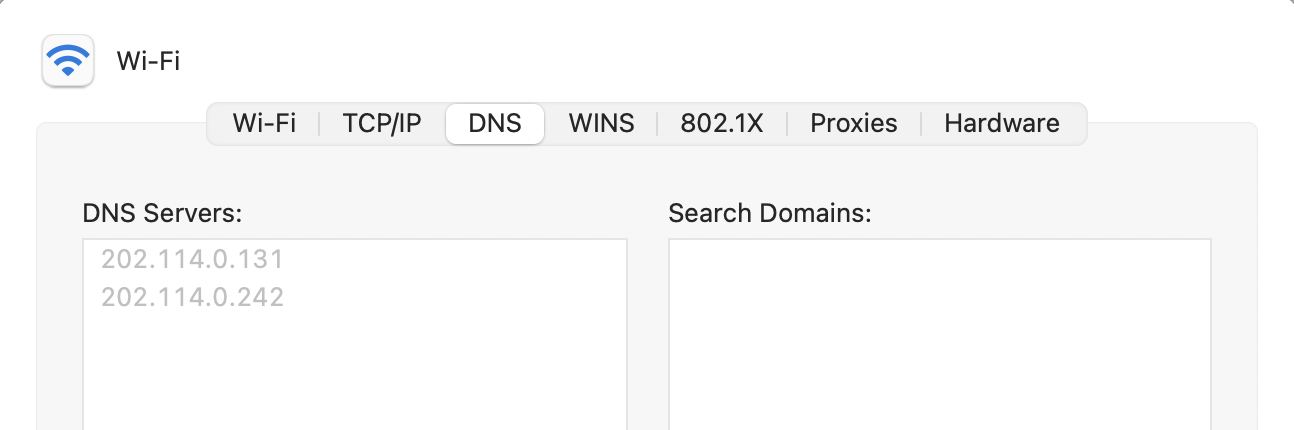 Wi-Fi
Wi-Fi TCP/IP DNS WINS 802.1X Proxies Hardware
DNS Servers: Search Domains:
202.114.0.131
202.114.0.242